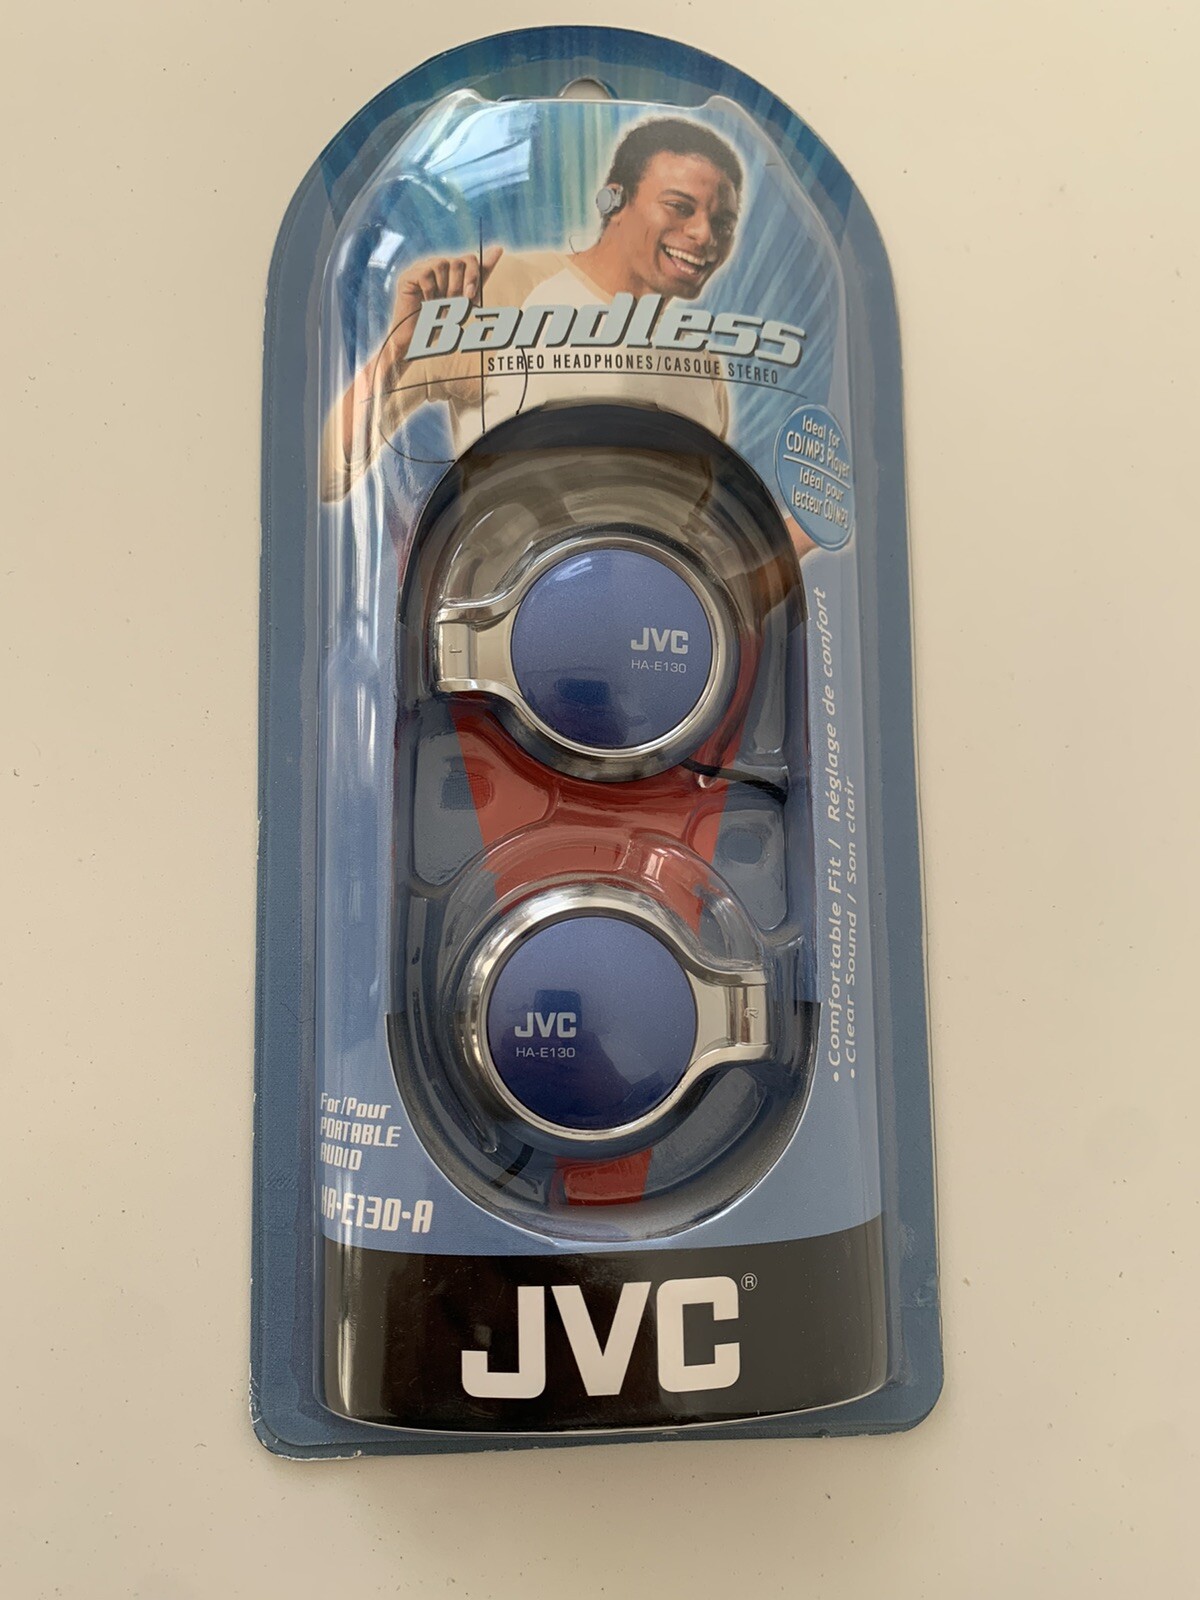 Bandless
STEREO HEADPHONES/CASQUE STEREO
Ideal for
CD/MP3 Player
Idéal pour
lecteur CD/MP3
L
JVC
HA-E130
• Comfortable Fit / Réglage de confort
• Clear Sound / Son clair
R
JVC
HA-E130
For/Pour
PORTABLE
AUDIO
HA-E130-A
JVC®